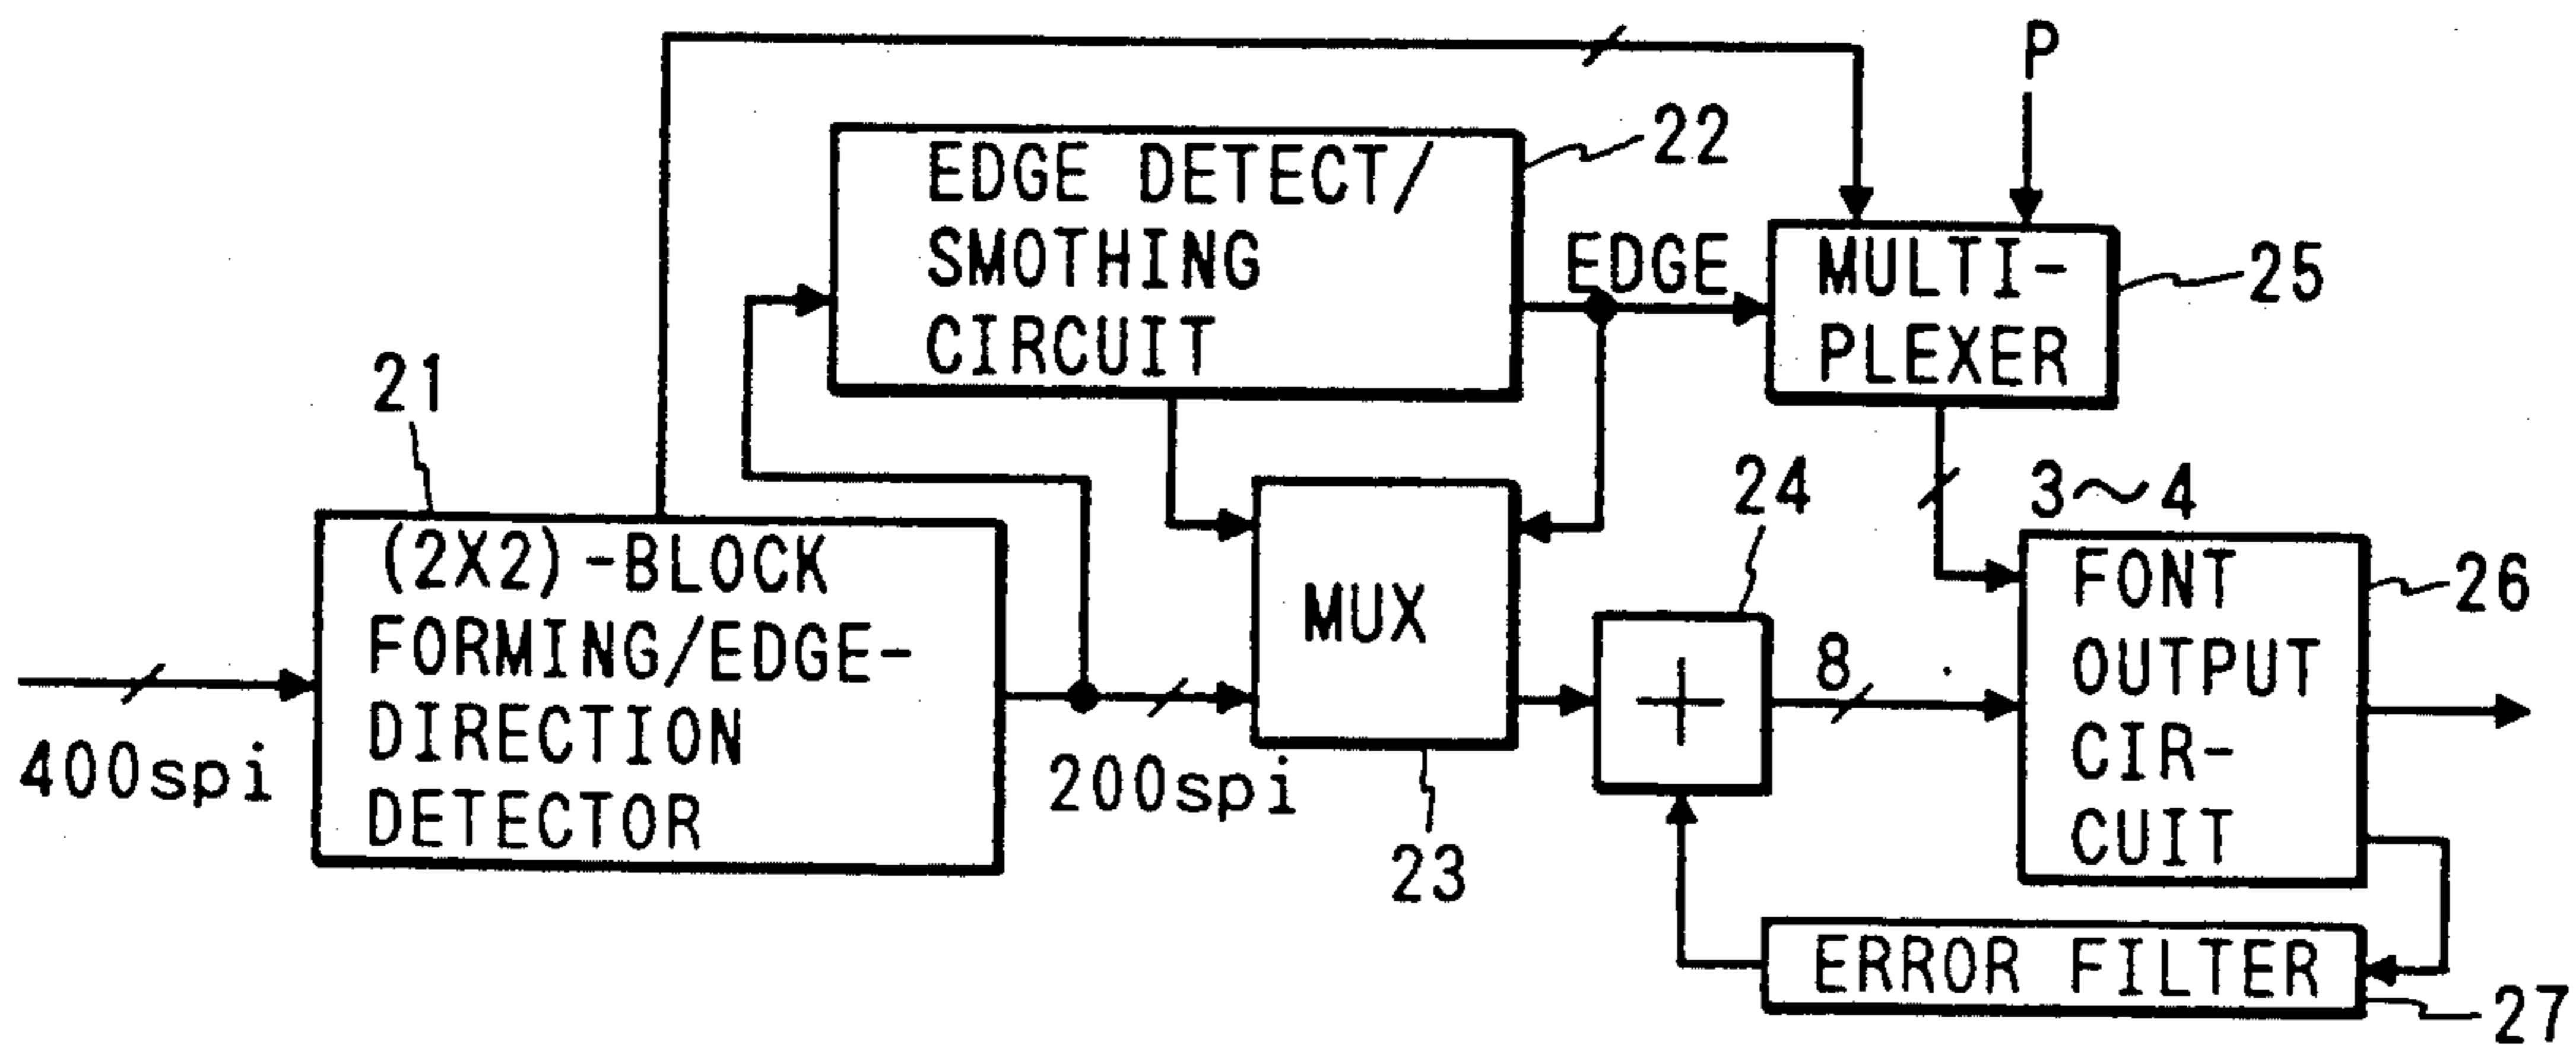 P
22
EDGE DETECT/
SMOTHING
CIRCUIT
EDGE
MULTI-
PLEXER
25
21
(2X2)-BLOCK
FORMING/EDGE-
DIRECTION
DETECTOR
400spi
200spi
MUX
23
24
8
3~4
FONT
OUTPUT
CIR-
CUIT
26
ERROR FILTER
27